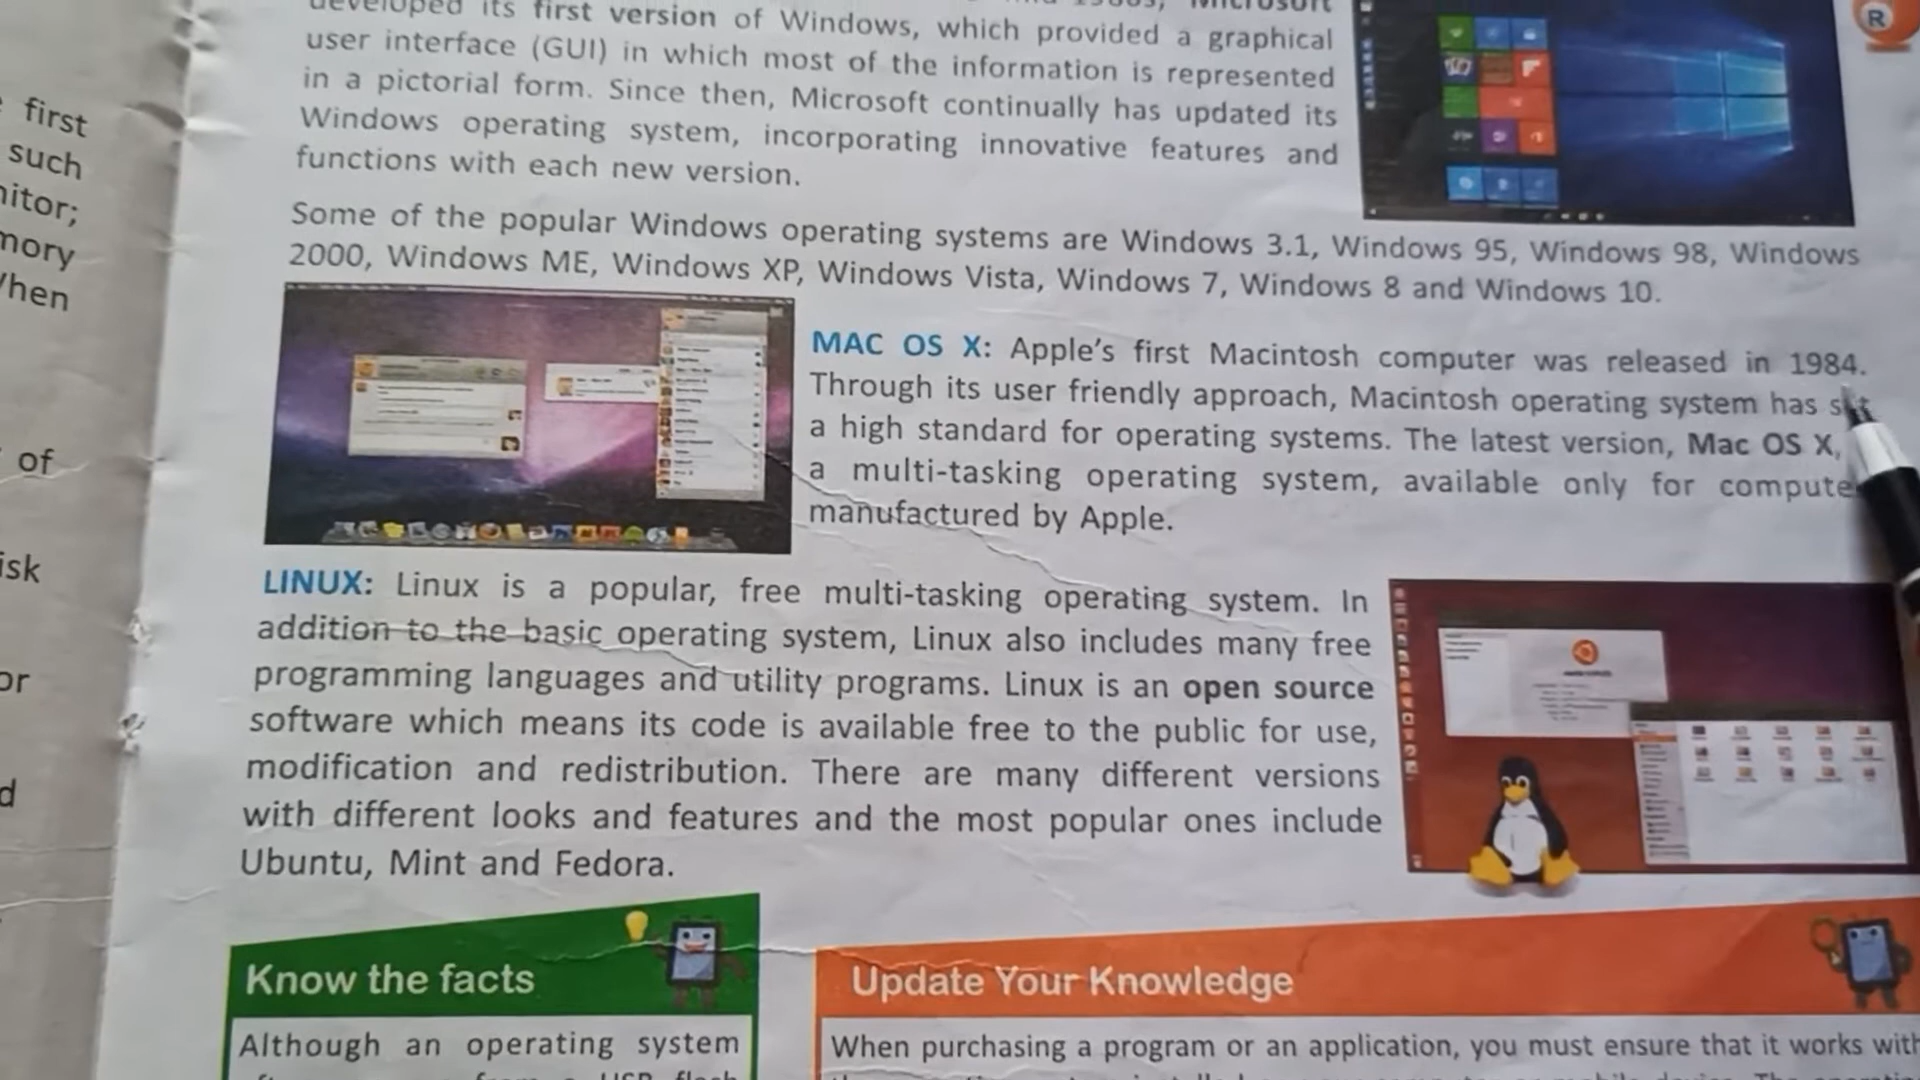 developed its first version of Windows, which provided a graphical
user interface (GUI) in which most of the information is represented
in a pictorial form. Since then, Microsoft continually has updated its
Windows operating system, incorporating innovative features and
functions with each new version.
Some of the popular Windows operating systems are Windows 3.1, Windows 95, Windows 98, Windows
2000, Windows ME, Windows XP, Windows Vista, Windows 7, Windows 8 and Windows 10.
MAC OS X: Apple's first Macintosh computer was released in 1984.
Through its user friendly approach, Macintosh operating system has set
a high standard for operating systems. The latest version, Mac OS X,
a multi-tasking operating system, available only for compute
manufactured by Apple.
LINUX: Linux is a popular, free multi-tasking operating system. In
addition to the basic operating system, Linux also includes many free
programming languages and utility programs. Linux is an open source
software which means its code is available free to the public for use,
modification and redistribution. There are many different versions
with different looks and features and the most popular ones include
Ubuntu, Mint and Fedora.
Know the facts
Although an operating system
Update Your Knowledge
When purchasing a program or an application, you must ensure that it works with
first
such
nitor;
mory
When
of
isk
or
d
R